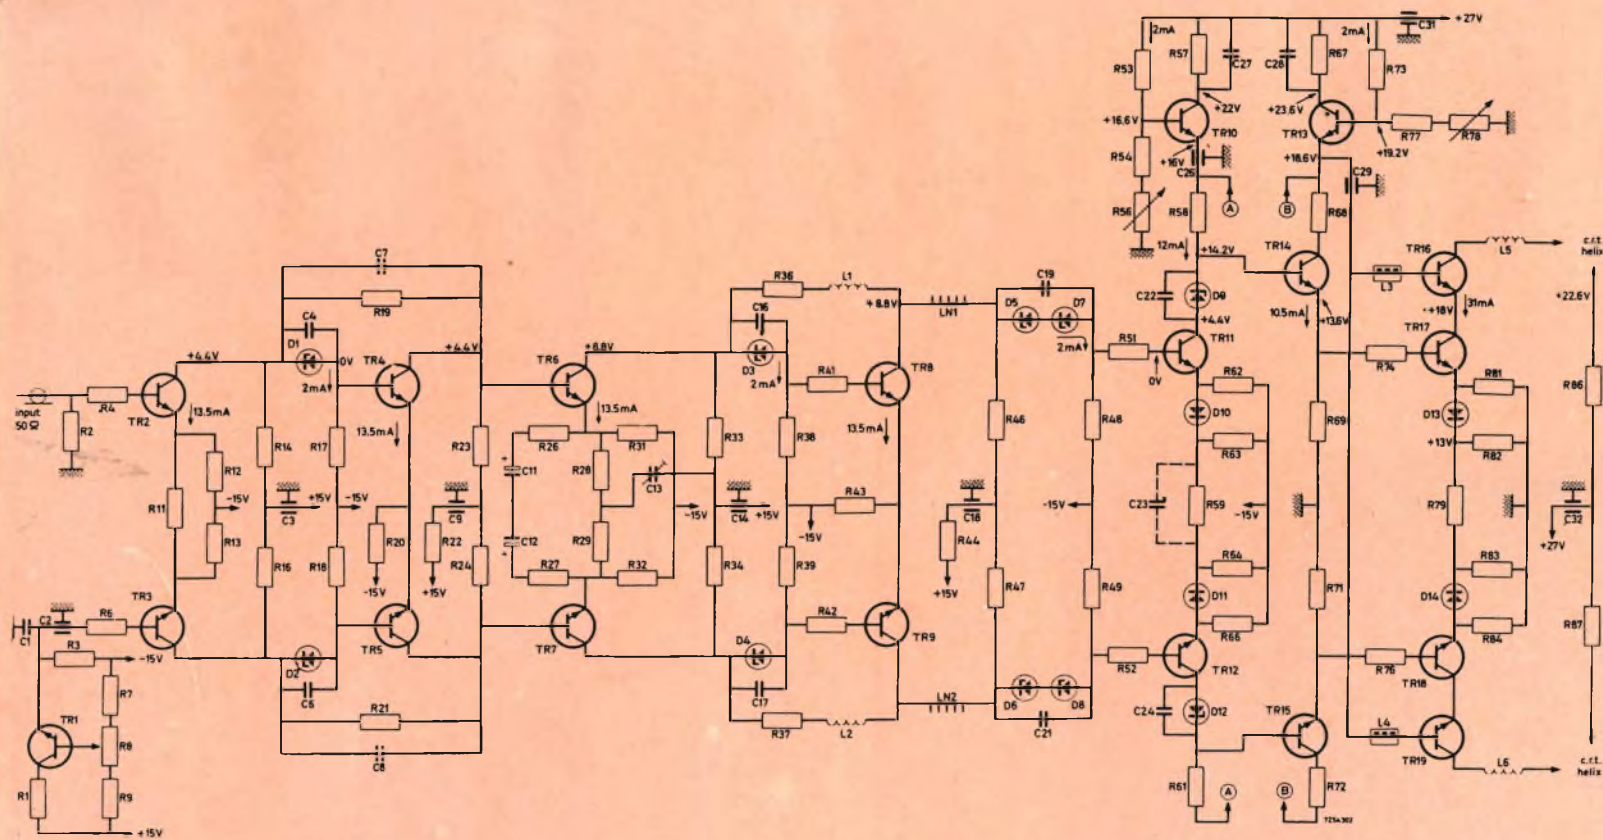 +27V
C31
2mA
R57
C27
C28
R67
2mA
R73
R53
+22V
+23.6V
+16.6V
TR10
TR13
R77
R78
+19.2V
R54
+16V
C26
+18.6V
C29
R56
R58
A
B
R68
C7
12mA
+14.2V
TR14
TR16
L5
c.r.t.
helix
R36
L1
C19
L3
R19
C16
+8.8V
LN1
D5
D7
C22
D9
31mA
+22.6V
C4
10.5mA
+13.6V
+18V
D1
+4.4V
TR17
+4.4V
0V
TR4
+4.4V
TR6
+8.8V
D3
2mA
R51
TR11
TR8
R74
2mA
2mA
R41
0V
R62
R81
R86
R4
TR2
13.5mA
13.5mA
D10
D13
input
50Ω
R2
13.5mA
R26
R31
R33
R38
13.5mA
R46
R48
R69
R63
+13V
R82
R14
R17
R23
R12
C11
R28
C13
R43
R11
-15V
+15V
-15V
C3
C9
-15V
C14
+15V
-15V
C18
-15V
C23
R59
-15V
R79
C32
+27V
R13
R20
R22
C12
R29
R44
R16
R18
R24
R27
R32
R34
R39
R47
R49
R64
R71
R83
-15V
+15V
+15V
D11
D14
TR3
R6
R42
R66
R84
R87
C1
C2
TR5
TR7
D4
TR9
R52
TR12
R76
TR18
R3
-15V
D2
R7
C6
C17
LN2
D6
D8
C24
D12
TR15
L4
TR1
R21
R37
L2
C21
TR19
R8
C8
L6
c.r.t.
helix
R1
R9
R61
A
B
R72
+15V